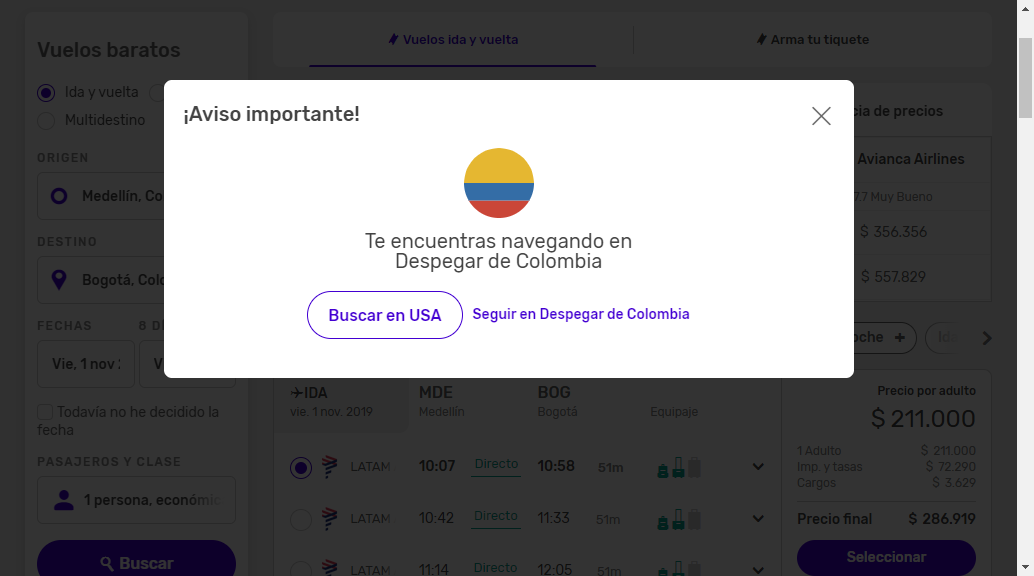 Vuelos baratos
Vuelos ida y vuelta
Arma tu tiquete
Ida y vuelta
Multidestino
ORIGEN
Medellín, Co
DESTINO
Bogotá, Colo
FECHAS
Vie, 1 nov
Todavía no he decidido la
fecha
PASAJEROS Y CLASE
1 persona, económic
Buscar
¡Aviso importante!
Te encuentras navegando en
Despegar de Colombia
Buscar en USA
Seguir en Despegar de Colombia
de precios
Avianca Airlines
7.7 Muy Bueno
$ 356.356
$ 557.829
IDA
vie. 1 nov. 2019
MDE
Medellín
BOG
Bogotá
Equipaje
LATAM 10:07 Directo 10:58 51m
LATAM 10:42 Directo 11:33 51m
LATAM 11:14 Directo 12:05 51m
Precio por adulto
$ 211.000
1 Adulto $ 211.000
Imp. y tasas $ 72.290
Cargos $ 3.629
Precio final $ 286.919
Seleccionar